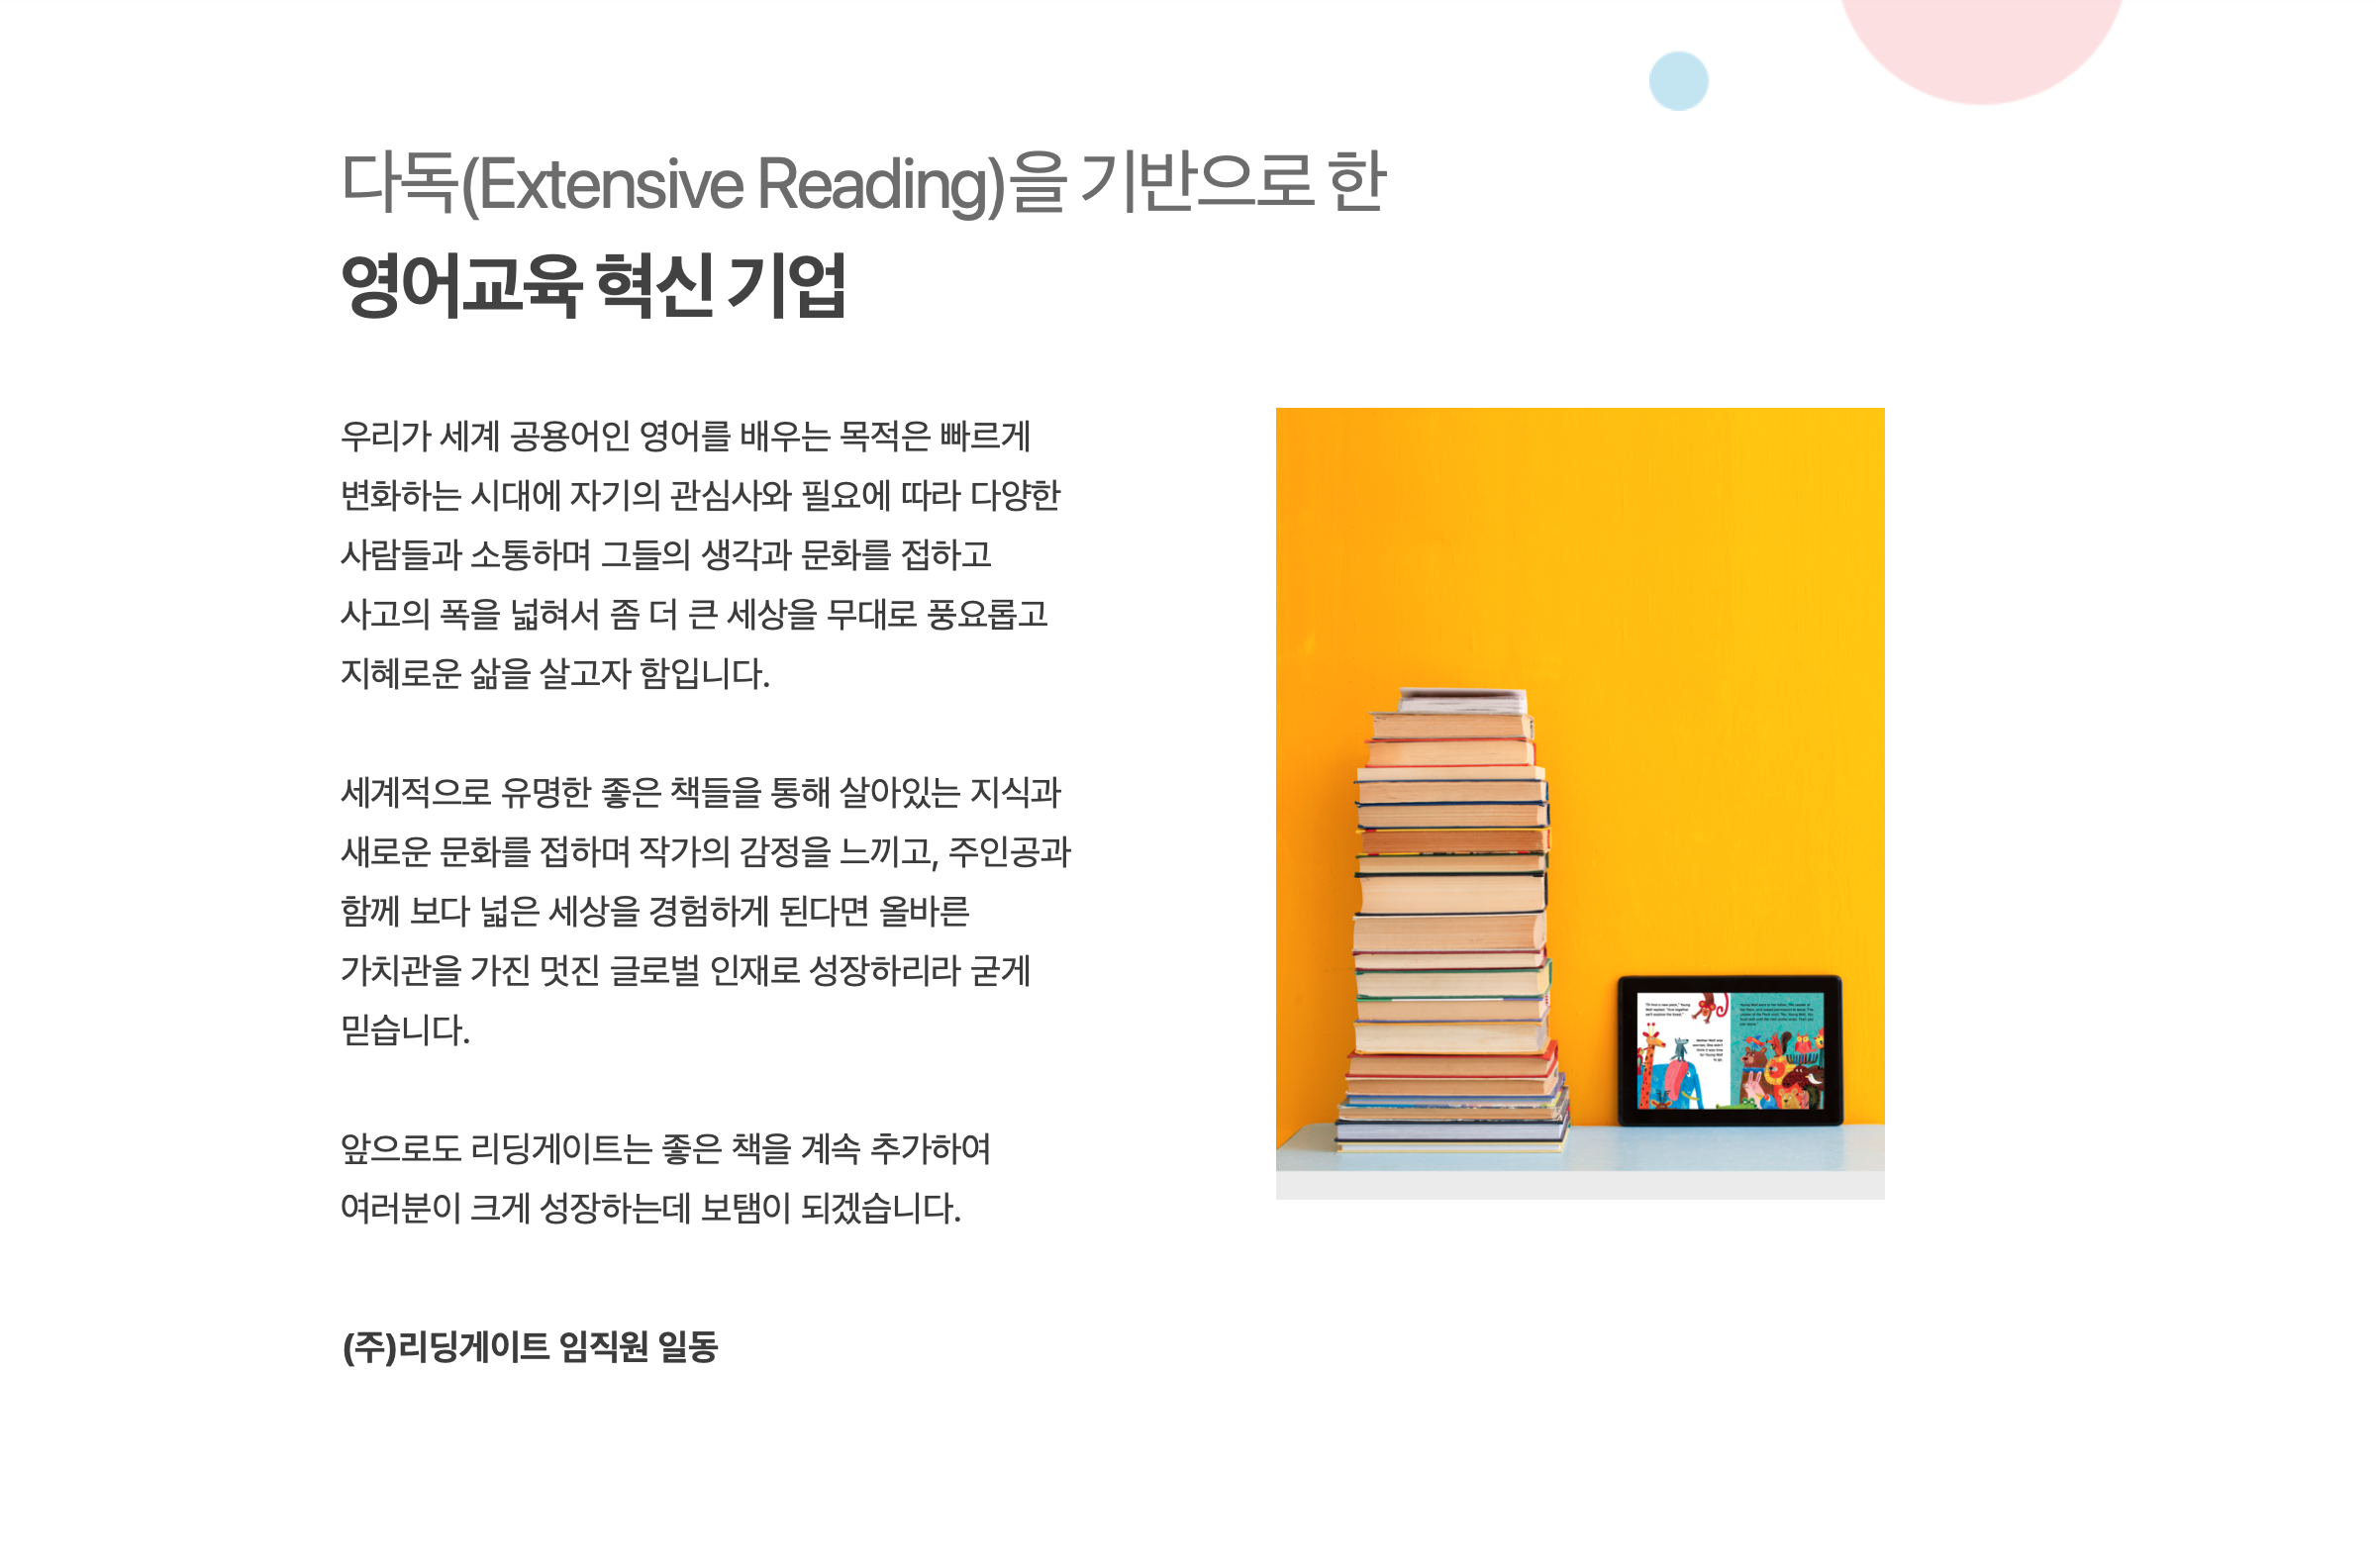 다독(Extensive Reading)을 기반으로 한
영어교육 혁신 기업
우리가 세계 공용어인 영어를 배우는 목적은 빠르게
변화하는 시대에 자기의 관심사와 필요에 따라 다양한
사람들과 소통하며 그들의 생각과 문화를 접하고
사고의 폭을 넓혀서 좀 더 큰 세상을 무대로 풍요롭고
지혜로운 삶을 살고자 함입니다.
세계적으로 유명한 좋은 책들을 통해 살아있는 지식과
새로운 문화를 접하며 작가의 감정을 느끼고, 주인공과
함께 보다 넓은 세상을 경험하게 된다면 올바른
가치관을 가진 멋진 글로벌 인재로 성장하리라 굳게
믿습니다.
앞으로도 리딩게이트는 좋은 책을 계속 추가하여
여러분이 크게 성장하는데 보탬이 되겠습니다.
(주)리딩게이트 임직원 일동